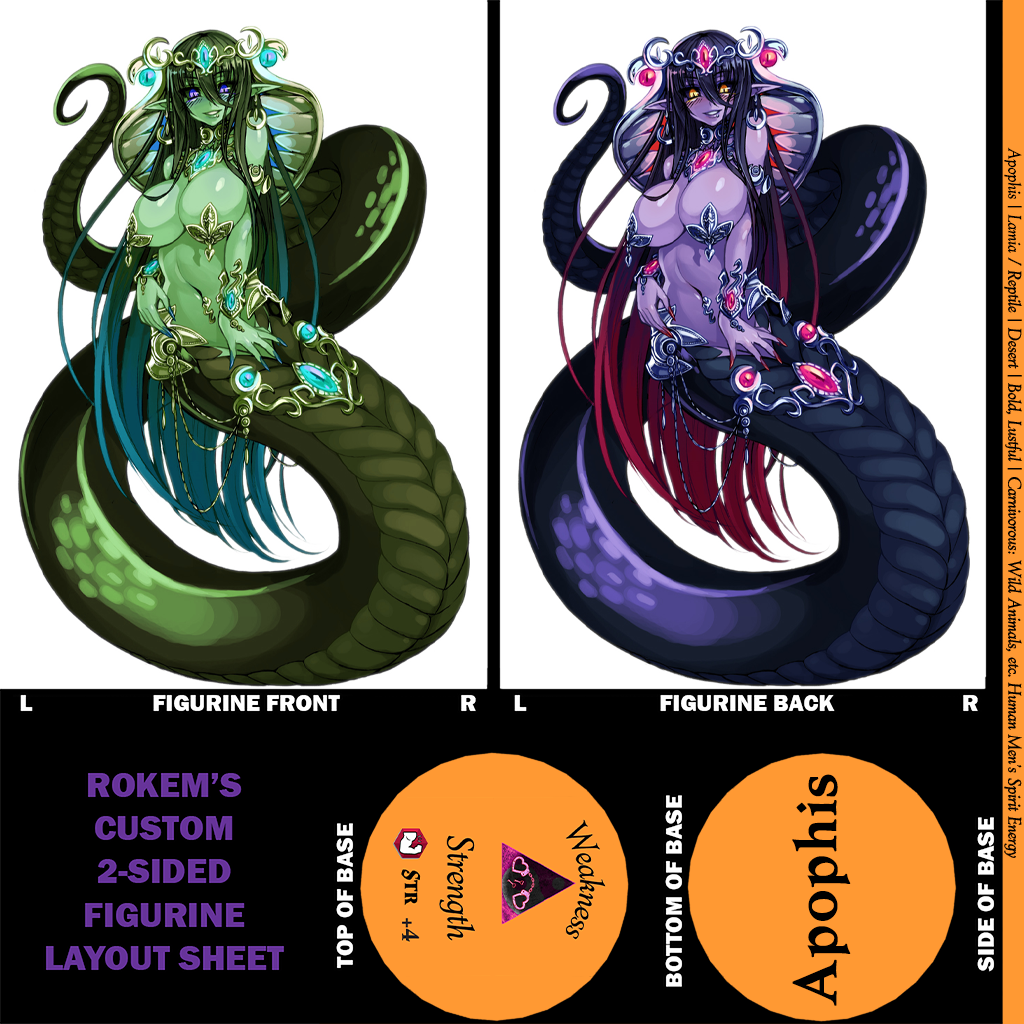 L FIGURINE FRONT R
L FIGURINE BACK R
ROKEM'S
CUSTOM
2-SIDED
FIGURINE
LAYOUT SHEET
TOP OF BASE
Weakness
Strength
STR +4
BOTTOM OF BASE
Apophis
SIDE OF BASE
Apophis | Lamia / Reptile | Desert | Bold, Lustful | Carnivorous: Wild Animals, etc. Human Men's Spirit Energy